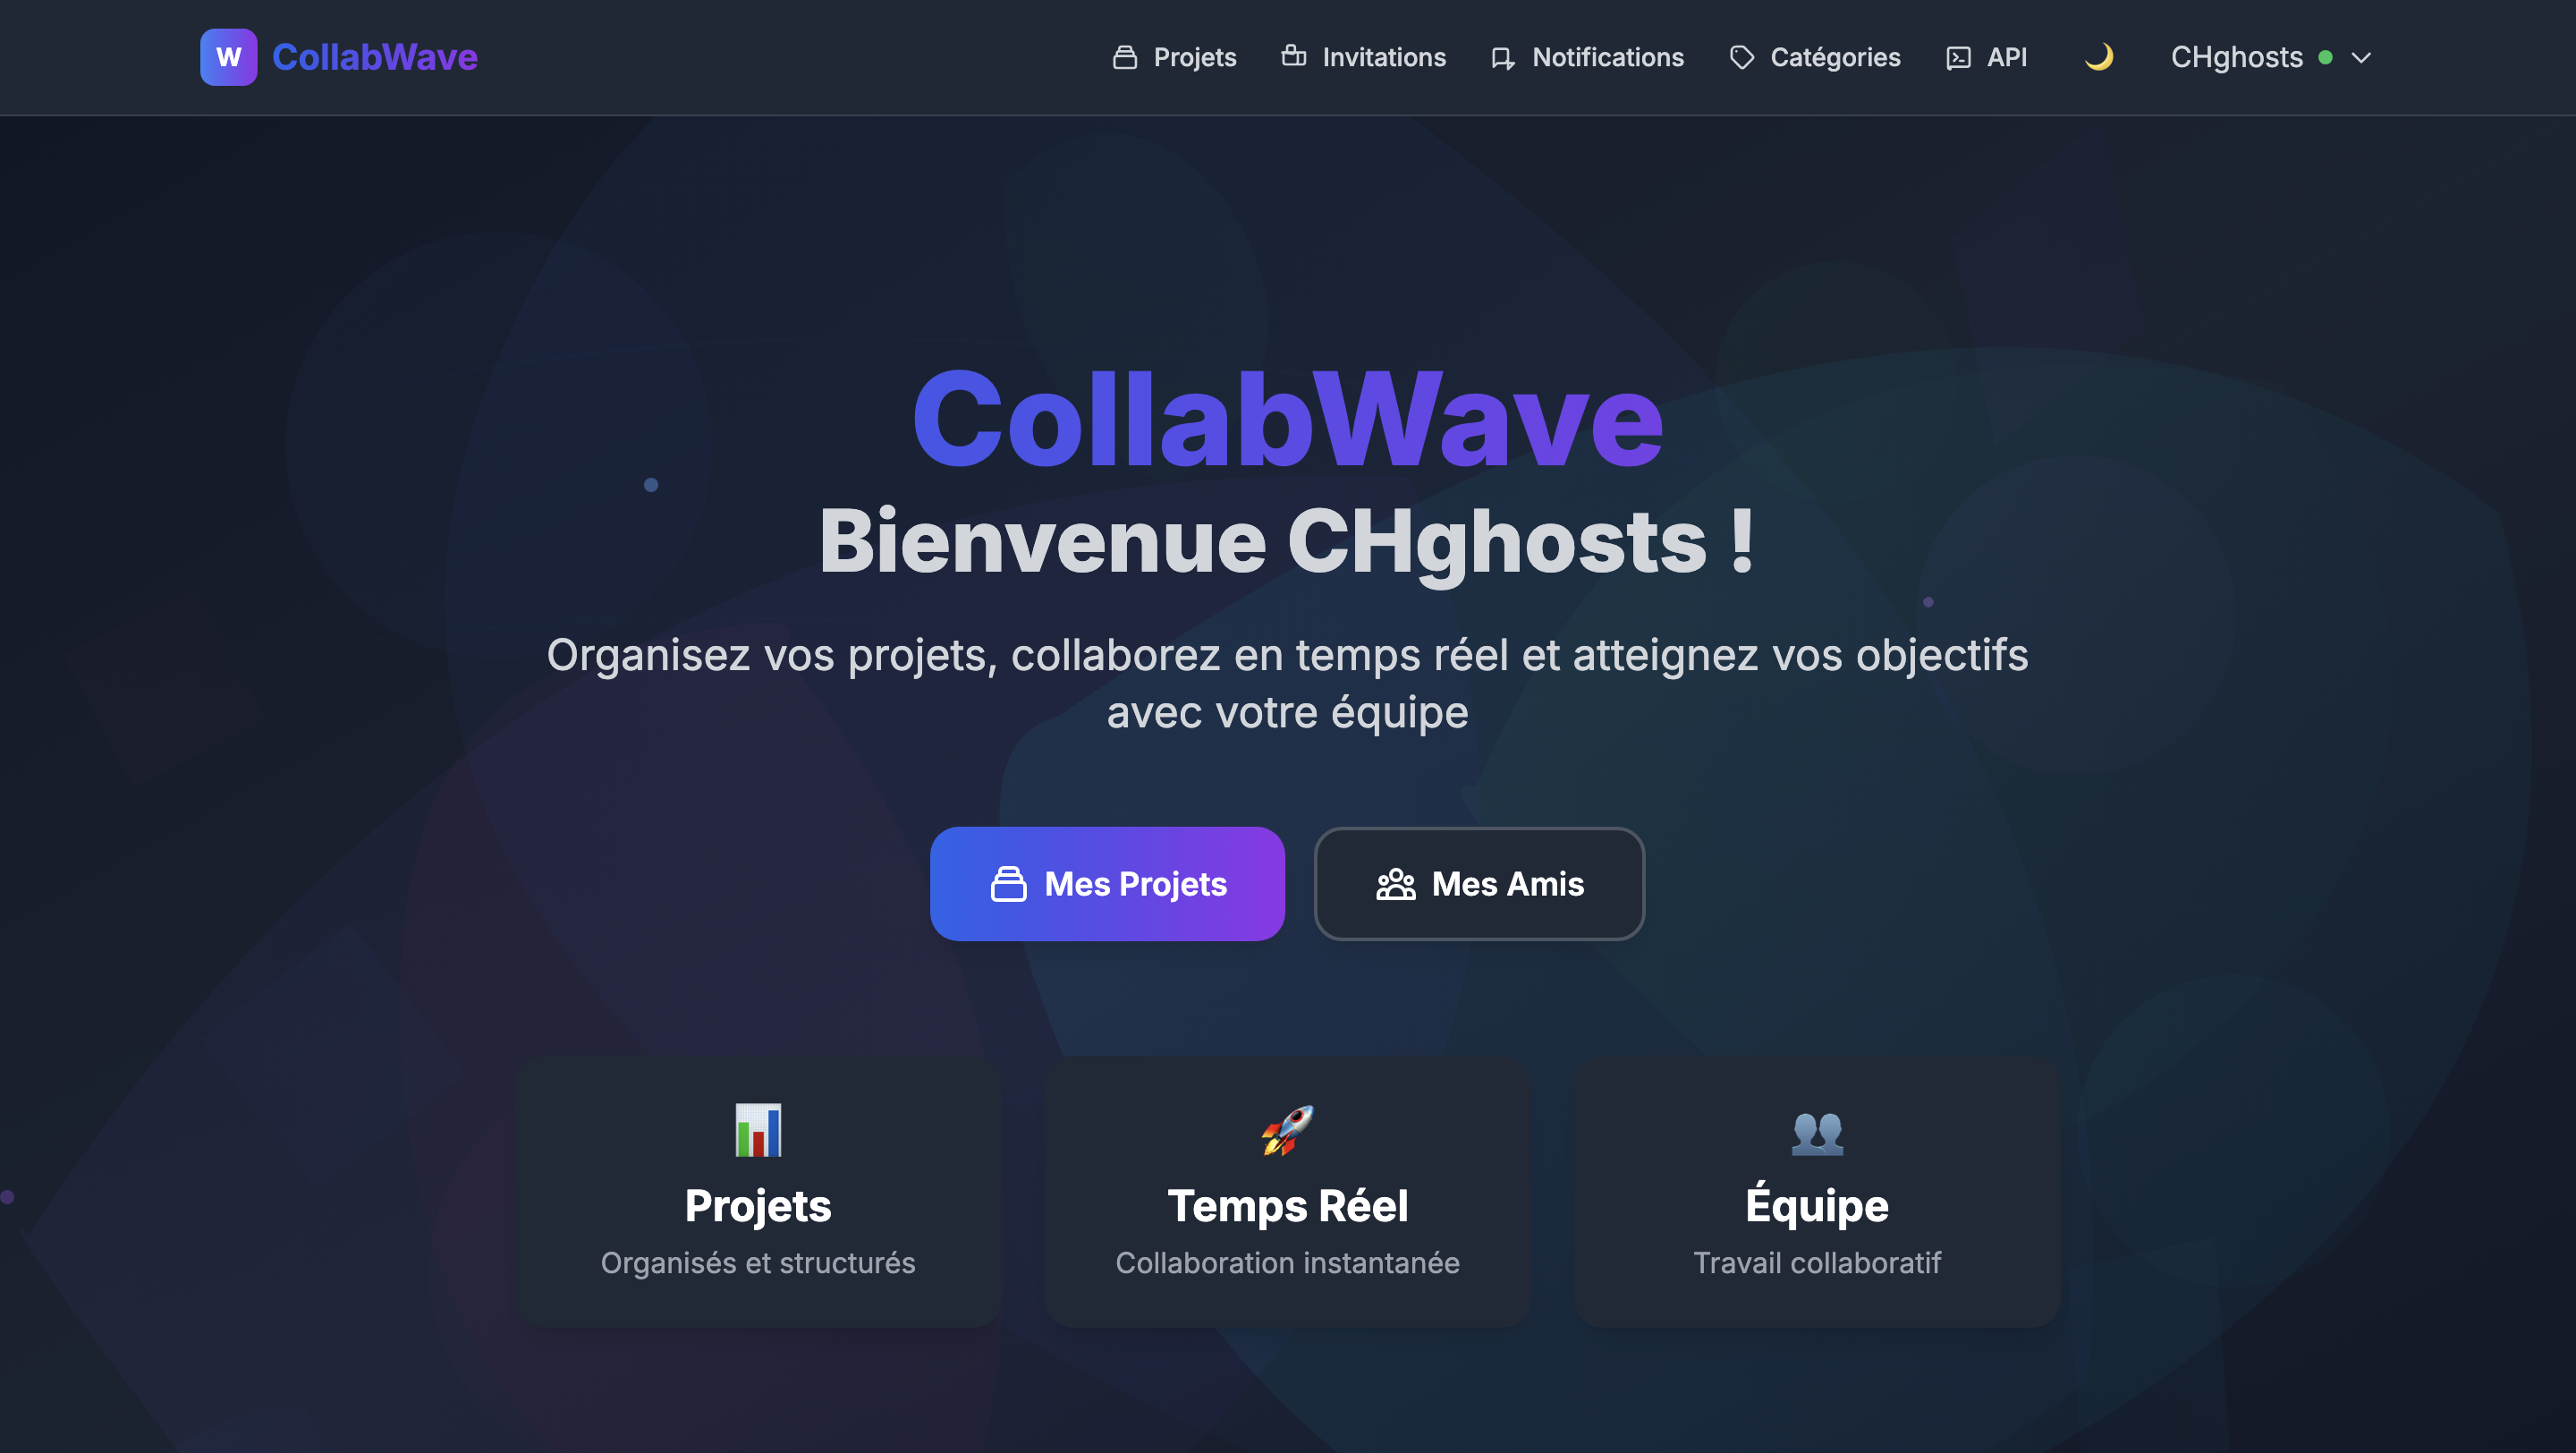 W CollabWave Projets Invitations Notifications Catégories API CHghosts
CollabWave
Bienvenue CHghosts !
Organisez vos projets, collaborez en temps réel et atteignez vos objectifs
avec votre équipe
Mes Projets Mes Amis
Projets
Organisés et structurés
Temps Réel
Collaboration instantanée
Équipe
Travail collaboratif